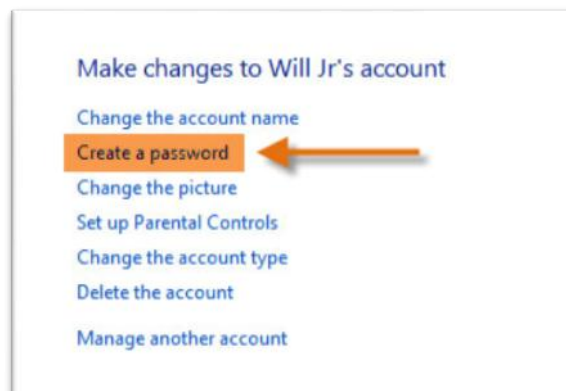 Make changes to Will Jr's account
Change the account name
Create a password
Change the picture
Set up Parental Controls
Change the account type
Delete the account
Manage another account